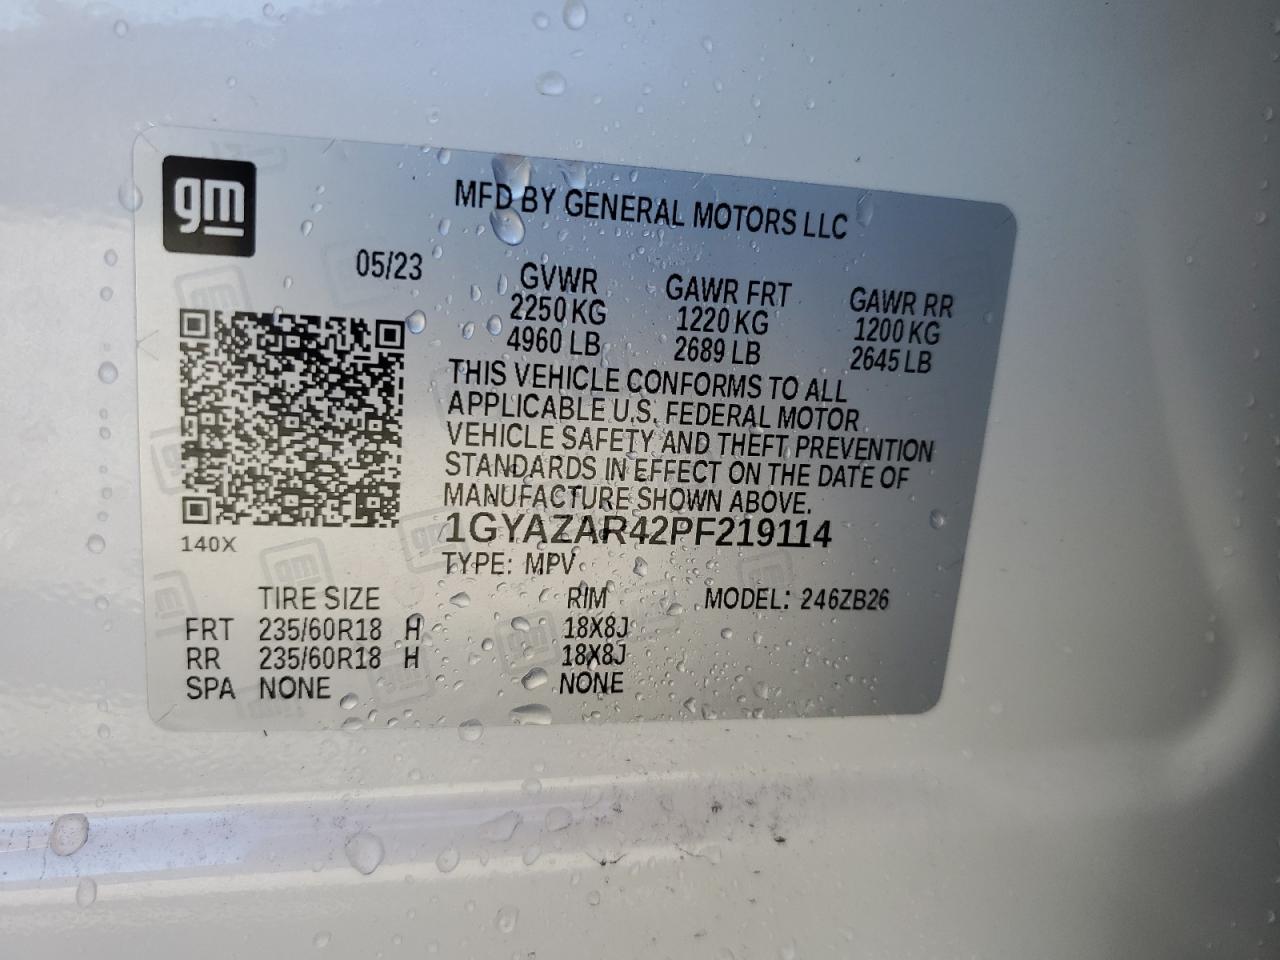 gm
MFD BY GENERAL MOTORS LLC
05/23
GVWR GAWR FRT GAWR RR
2250 KG 1220 KG 1200 KG
4960 LB 2689 LB 2645 LB
THIS VEHICLE CONFORMS TO ALL
APPLICABLE U.S. FEDERAL MOTOR
VEHICLE SAFETY AND THEFT PREVENTION
STANDARDS IN EFFECT ON THE DATE OF
MANUFACTURE SHOWN ABOVE.
1GYAZAR42PF219114
140X
TYPE: MPV
TIRE SIZE RIM MODEL: 246ZB26
FRT 235/60R18 H 18X8J
RR 235/60R18 H 18X8J
SPA NONE NONE